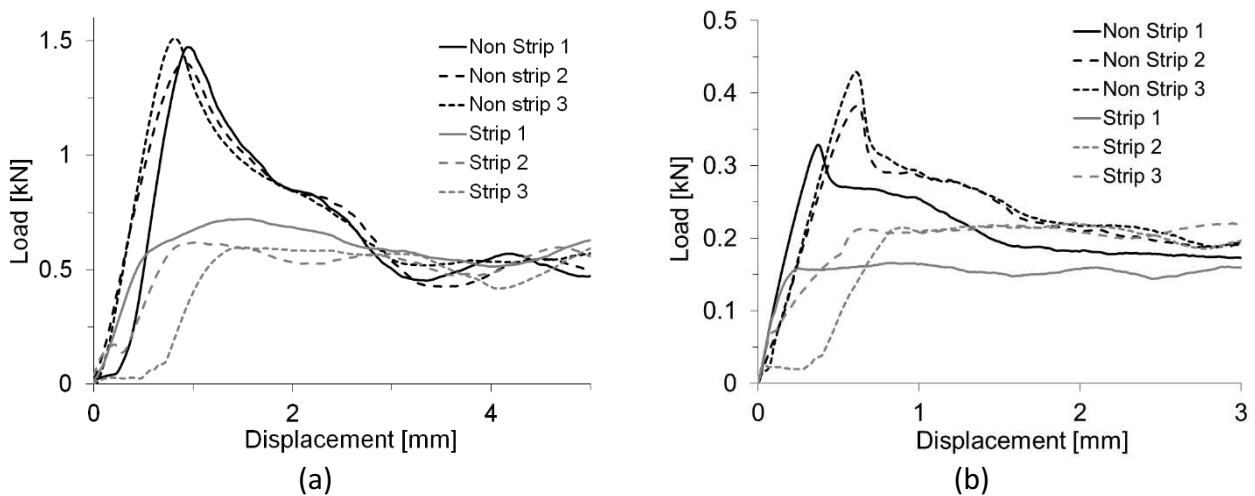 1.5
1
0.5
0
Load [kN]
Non Strip 1
Non strip 2
Non strip 3
Strip 1
Strip 2
Strip 3
0 2 4
Displacement [mm]
(a)
0.5
0.4
0.3
0.2
0.1
0
Load [kN]
Non Strip 1
Non Strip 2
Non Strip 3
Strip 1
Strip 2
Strip 3
0 1 2 3
Displacement [mm]
(b)